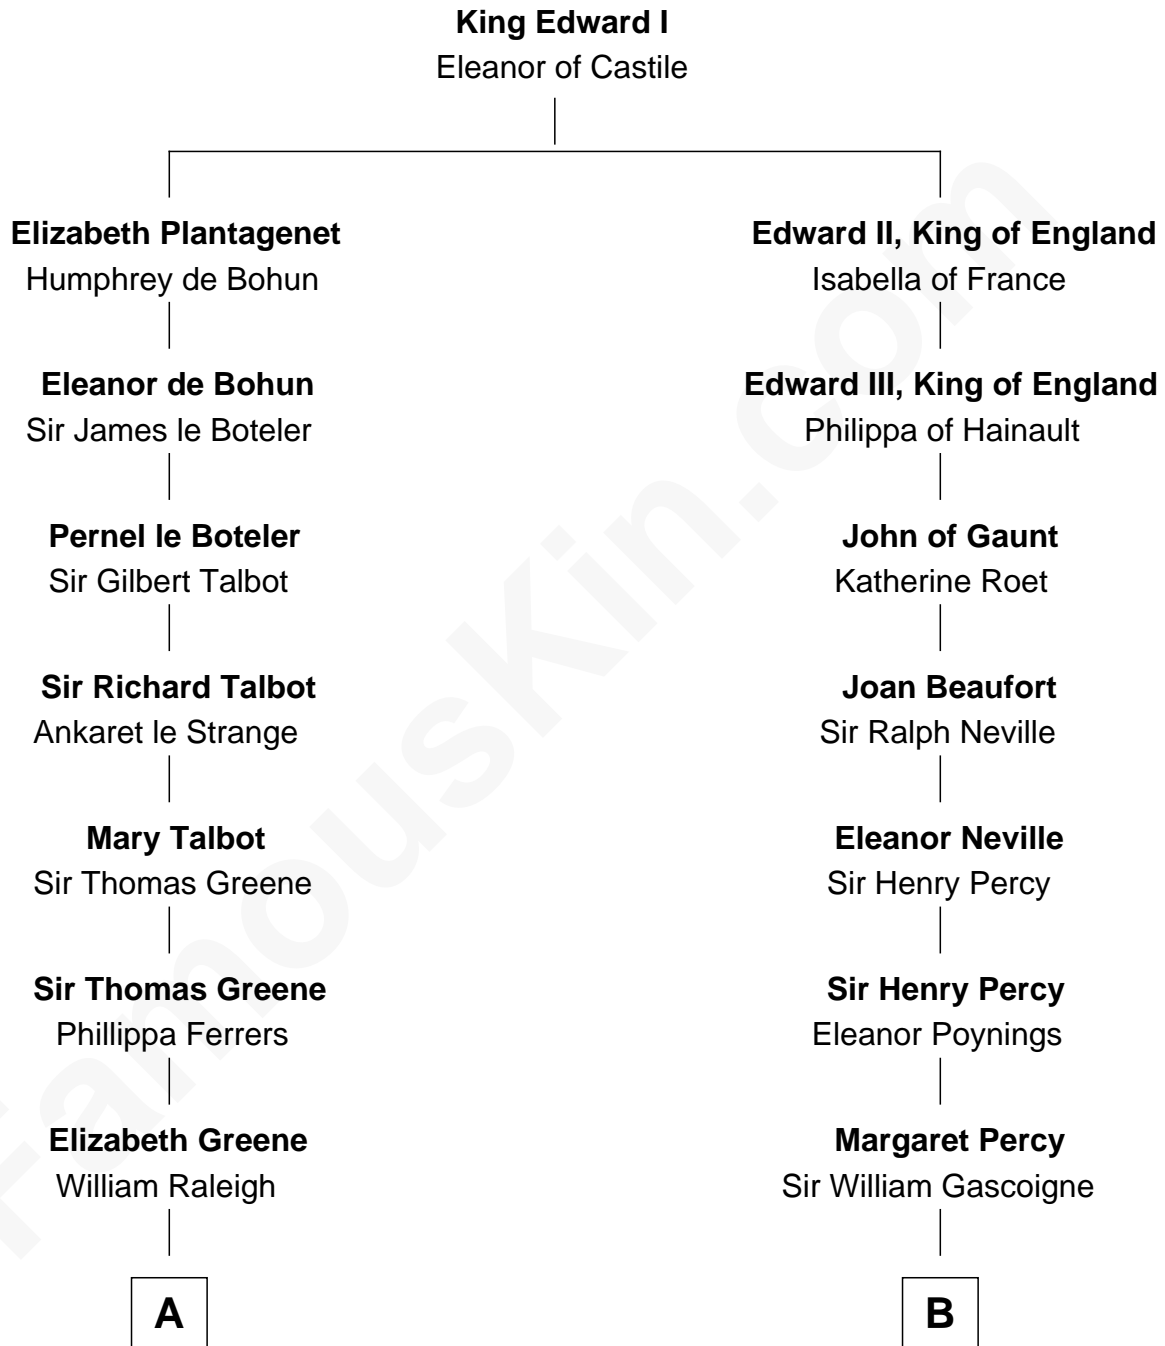 King Edward I
Eleanor of Castile
Elizabeth Plantagenet
Humphrey de Bohun
Edward II, King of England
Isabella of France
Eleanor de Bohun
Sir James le Boteler
Edward III, King of England
Philippa of Hainault
Pernel le Boteler
Sir Gilbert Talbot
John of Gaunt
Katherine Roet
Sir Richard Talbot
Ankaret le Strange
Joan Beaufort
Sir Ralph Neville
Mary Talbot
Sir Thomas Greene
Eleanor Neville
Sir Henry Percy
Sir Thomas Greene
Phillippa Ferrers
Sir Henry Percy
Eleanor Poynings
Elizabeth Greene
William Raleigh
Margaret Percy
Sir William Gascoigne
A
B
FamousKin.com